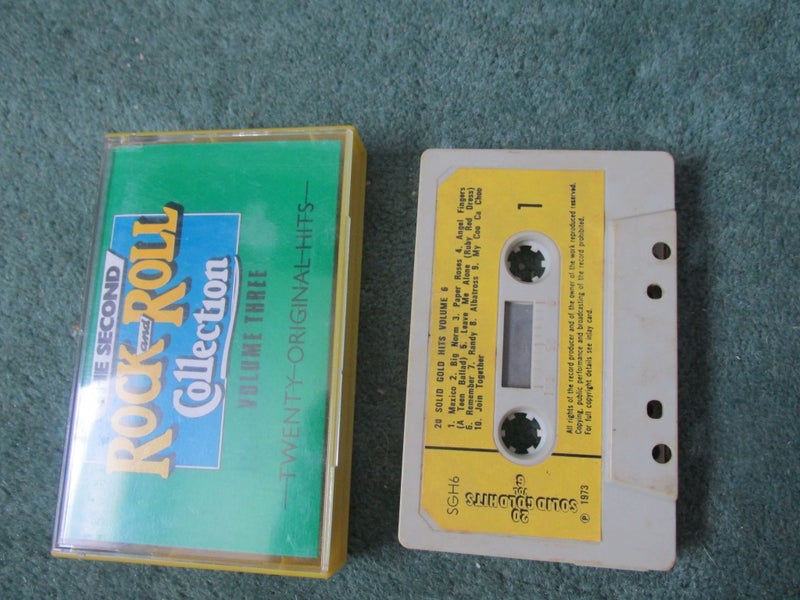 THE SECOND
ROCK and ROLL
Collection
VOLUME THREE
TWENTY ORIGINAL HITS
20 SOLID GOLD HITS VOLUME 6
1. Mexico 2. Big Norm 3. Paper Roses 4. Angel Fingers
(A Teen Ballad) 5. Leave Me Alone (Ruby Red Dress)
6. Remember 7. Randy 8. Albatross 9. My Coo Ca Choo
10. Join Together
1
SGH6
20
SOLID GOLD HITS
℗ 1973
All rights of the record producer and of the owner of the work reproduced reserved.
Copying, public performance and broadcasting of the record prohibited.
For full copyright details see inlay card.